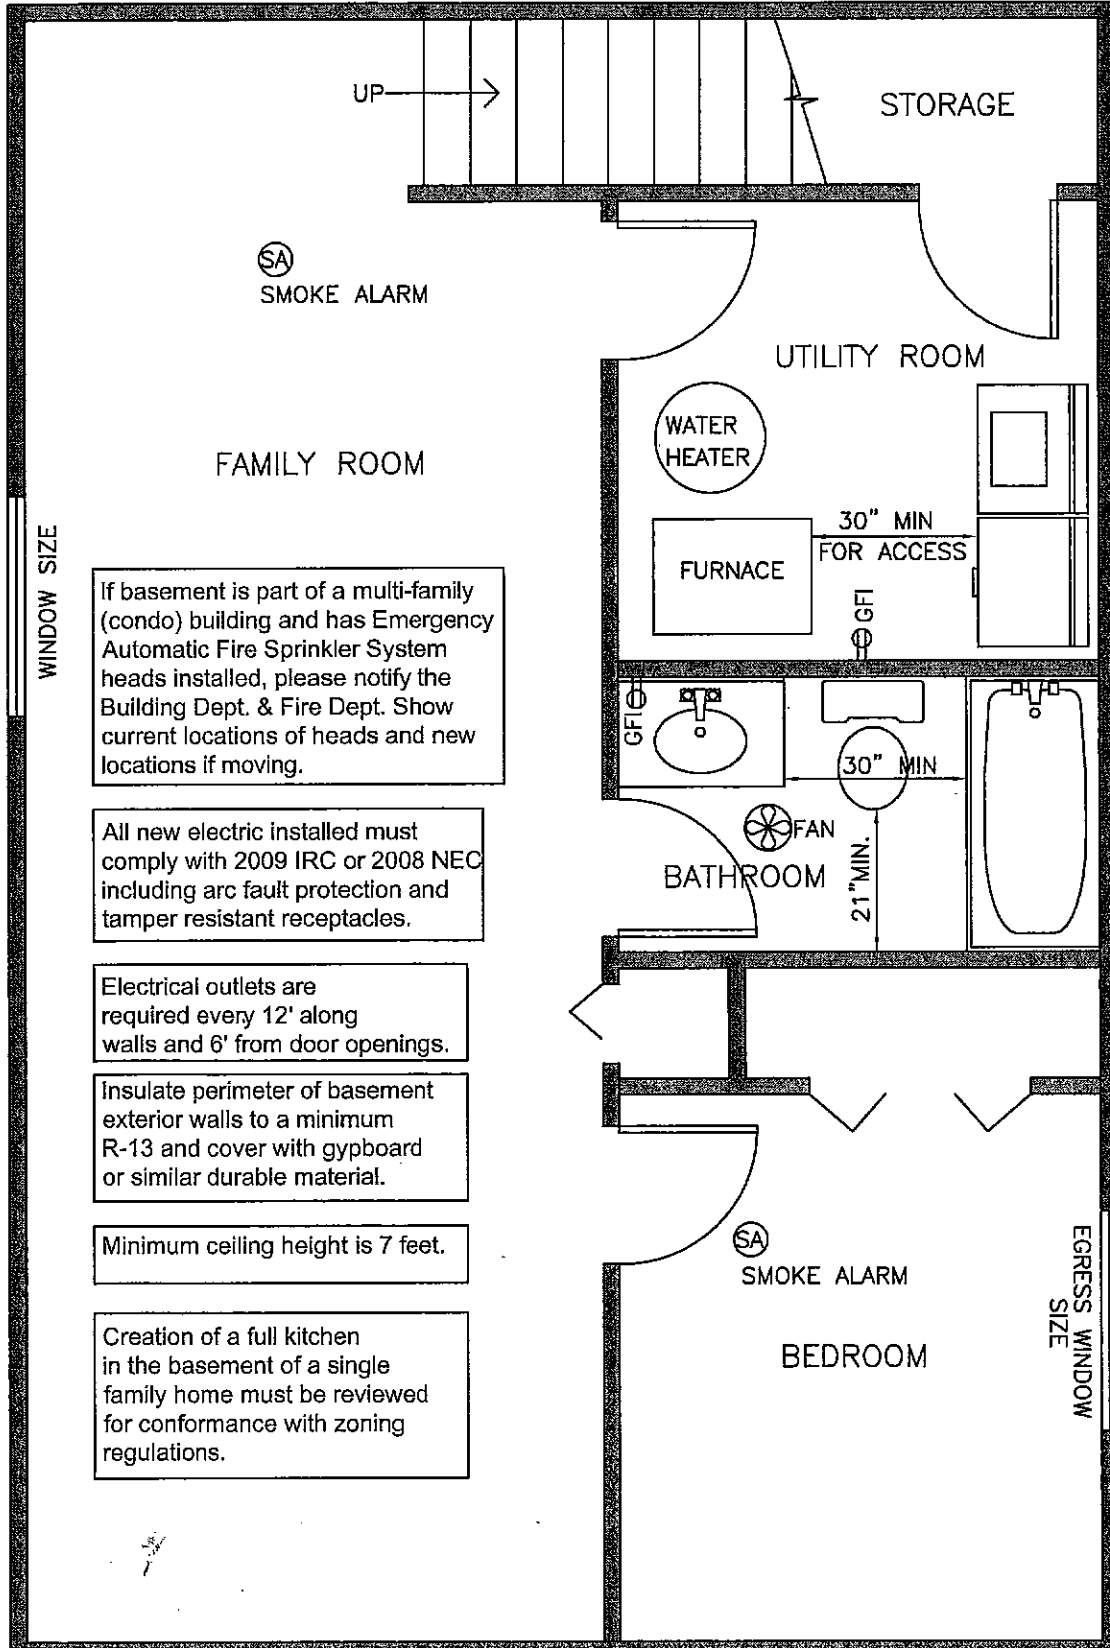 UP
STORAGE
SA
SMOKE ALARM
UTILITY ROOM
WATER
HEATER
FAMILY ROOM
30" MIN
FOR ACCESS
FURNACE
GFI
WINDOW SIZE
If basement is part of a multi-family
(condo) building and has Emergency
Automatic Fire Sprinkler System
heads installed, please notify the
Building Dept. & Fire Dept. Show
current locations of heads and new
locations if moving.
GFI
30" MIN
FAN
BATHROOM
21"MIN.
All new electric installed must
comply with 2009 IRC or 2008 NEC
including arc fault protection and
tamper resistant receptacles.
Electrical outlets are
required every 12' along
walls and 6' from door openings.
Insulate perimeter of basement
exterior walls to a minimum
R-13 and cover with gypboard
or similar durable material.
Minimum ceiling height is 7 feet.
Creation of a full kitchen
in the basement of a single
family home must be reviewed
for conformance with zoning
regulations.
SA
SMOKE ALARM
BEDROOM
EGRESS WINDOW
SIZE